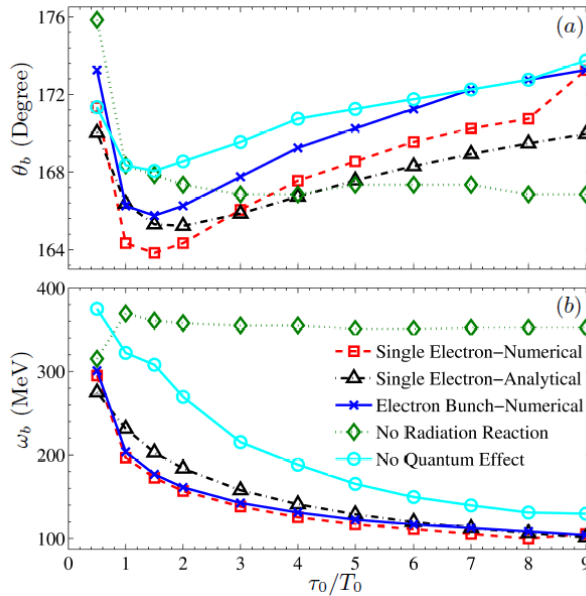 176
(a)
172
168
164
θ_b (Degree)
400
(b)
300
200
100
ω_b (MeV)
Single Electron−Numerical
Single Electron−Analytical
Electron Bunch−Numerical
No Radiation Reaction
No Quantum Effect
0 1 2 3 4 5 6 7 8 9
τ_0/T_0